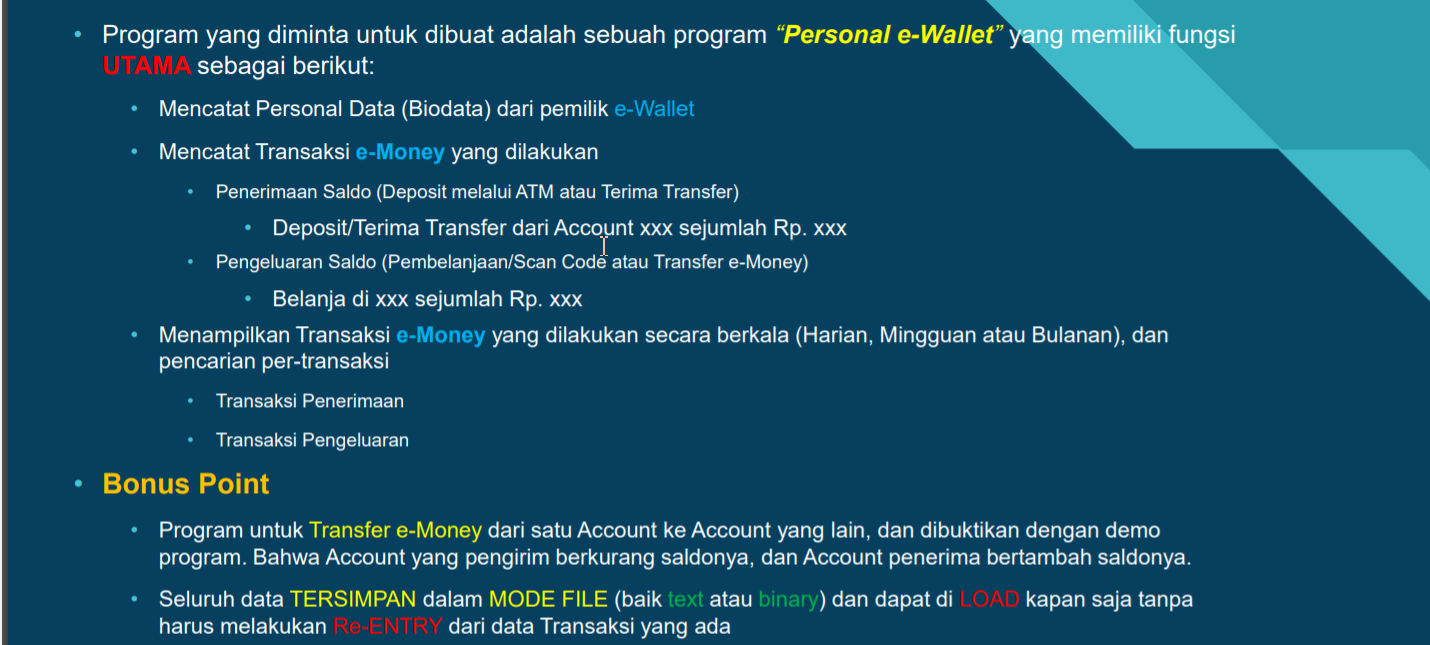 • Program yang diminta untuk dibuat adalah sebuah program “Personal e-Wallet” yang memiliki fungsi
UTAMA sebagai berikut:
• Mencatat Personal Data (Biodata) dari pemilik e-Wallet
• Mencatat Transaksi e-Money yang dilakukan
• Penerimaan Saldo (Deposit melalui ATM atau Terima Transfer)
• Deposit/Terima Transfer dari Account xxx sejumlah Rp. xxx
• Pengeluaran Saldo (Pembelanjaan/Scan Code atau Transfer e-Money)
• Belanja di xxx sejumlah Rp. xxx
• Menampilkan Transaksi e-Money yang dilakukan secara berkala (Harian, Mingguan atau Bulanan), dan
pencarian per-transaksi
• Transaksi Penerimaan
• Transaksi Pengeluaran
• Bonus Point
• Program untuk Transfer e-Money dari satu Account ke Account yang lain, dan dibuktikan dengan demo
program. Bahwa Account yang pengirim berkurang saldonya, dan Account penerima bertambah saldonya.
• Seluruh data TERSIMPAN dalam MODE FILE (baik text atau binary) dan dapat di LOAD kapan saja tanpa
harus melakukan Re-ENTRY dari data Transaksi yang ada